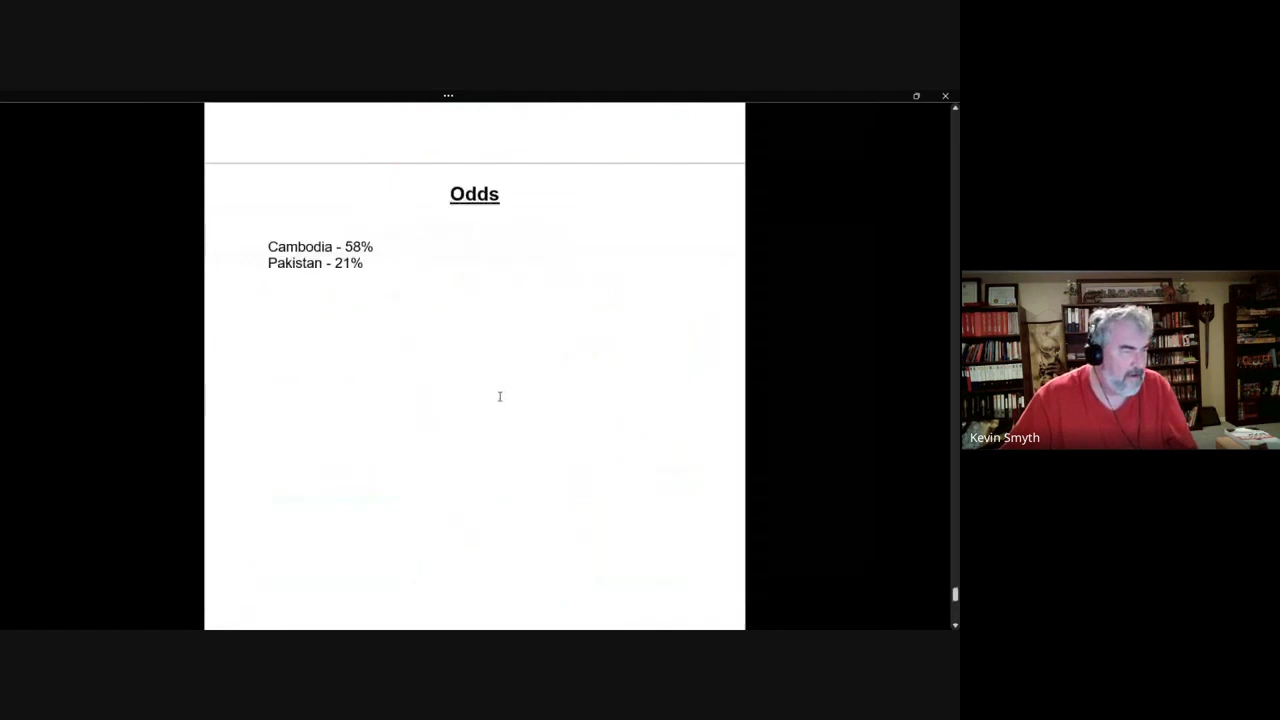 Odds
Cambodia - 58%
Pakistan - 21%
Kevin Smyth